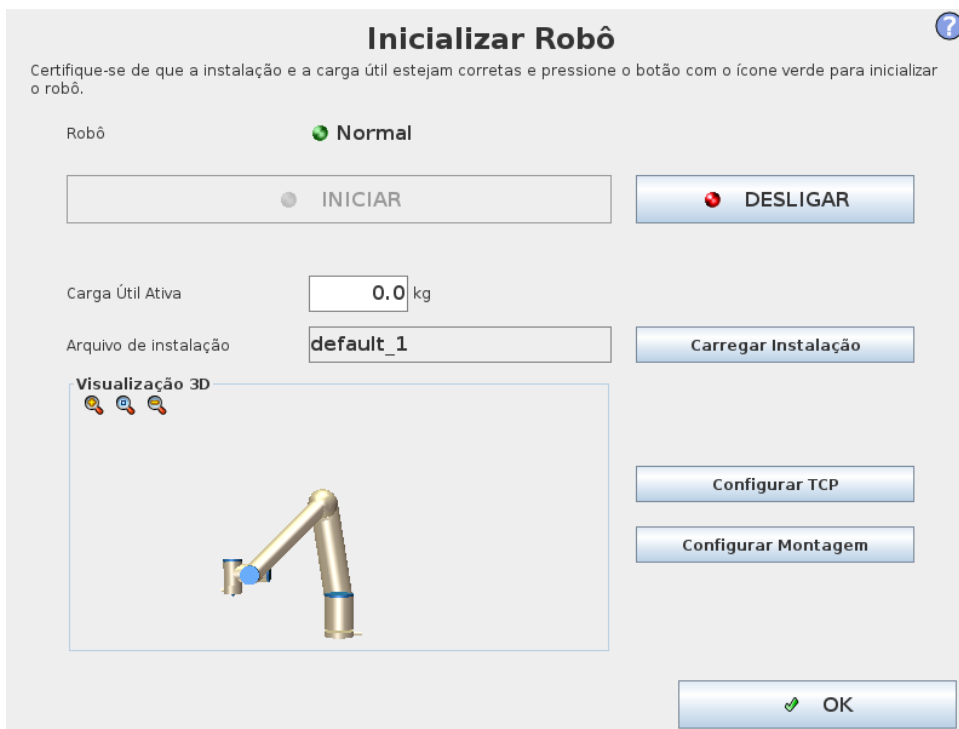 Inicializar Robô
?
Certifique-se de que a instalação e a carga útil estejam corretas e pressione o botão com o ícone verde para inicializar
o robô.
Robô
Normal
INICIAR
DESLIGAR
Carga Útil Ativa
0.0 kg
Arquivo de instalação
default_1
Carregar Instalação
Visualização 3D
Configurar TCP
Configurar Montagem
OK